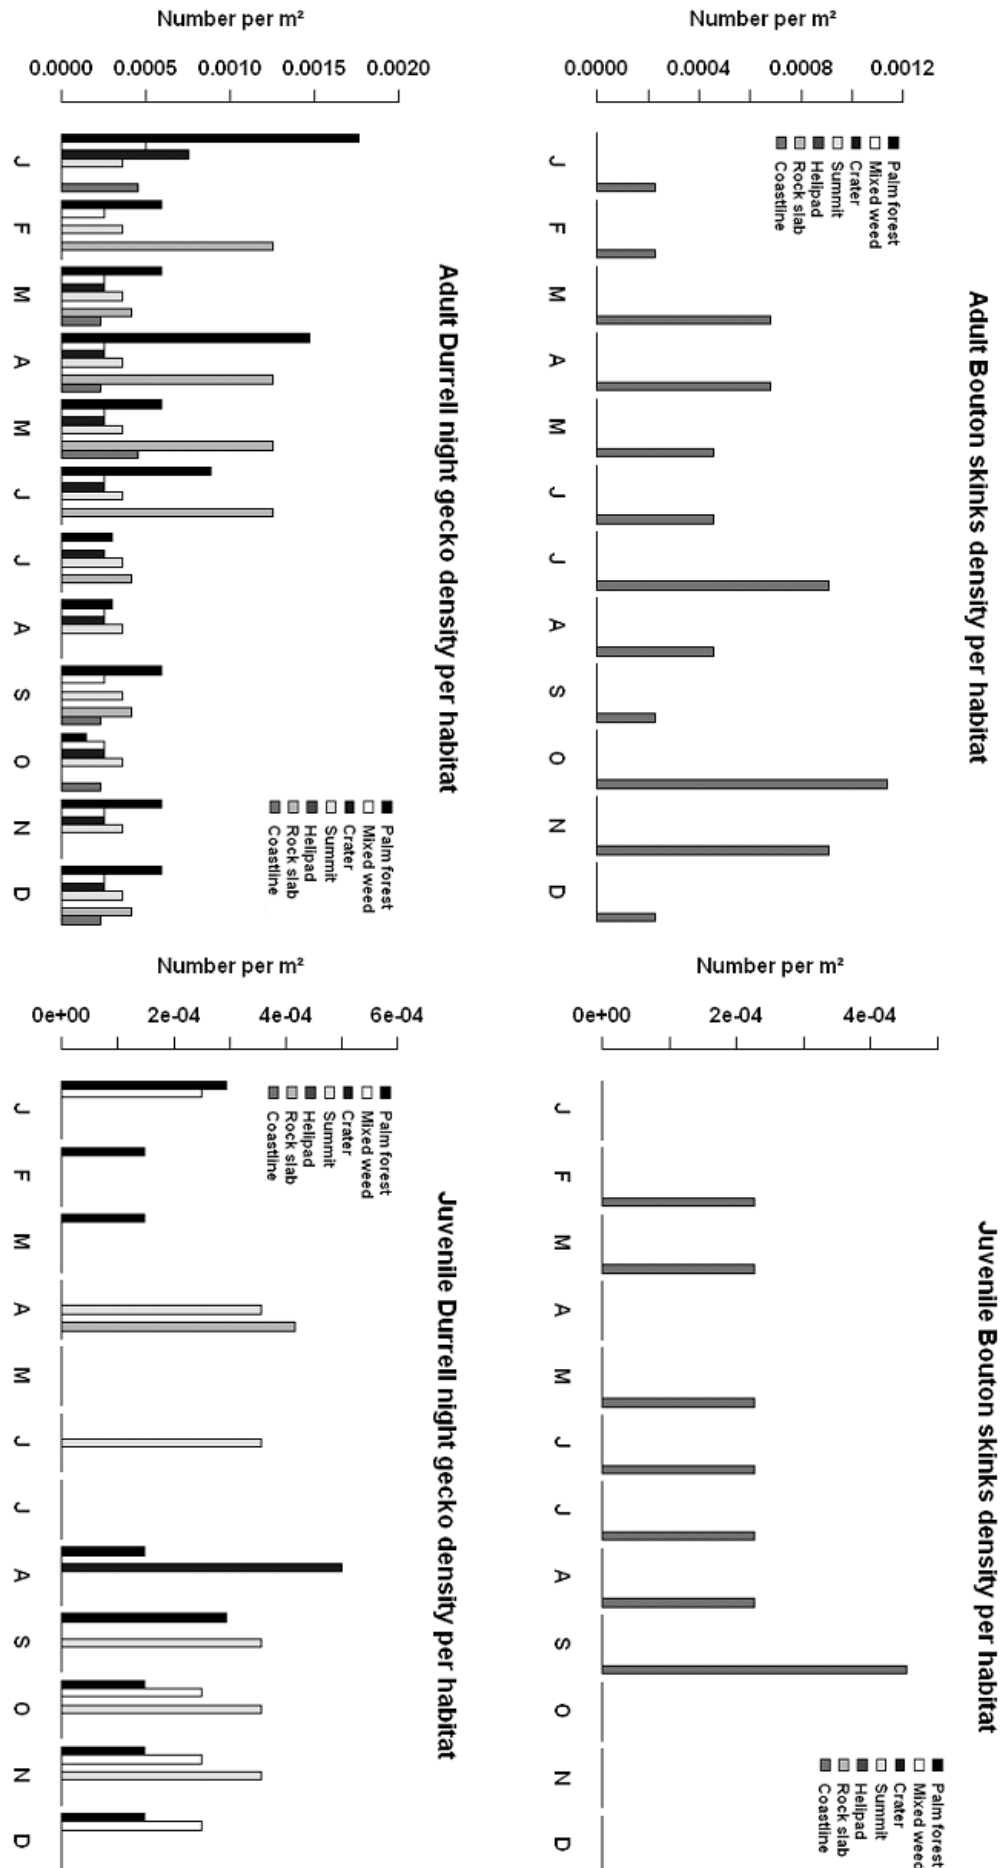 Adult Bouton skinks density per habitat
Number per m²
0.0000 0.0004 0.0008 0.0012
Palm forest
Mixed weed
Crater
Summit
Helipad
Rock slab
Coastline
J F M A M J J A S O N D
Juvenile Bouton skinks density per habitat
Number per m²
0e+00 2e-04 4e-04
Palm forest
Mixed weed
Crater
Summit
Helipad
Rock slab
Coastline
J F M A M J J A S O N D
Adult Durrell night gecko density per habitat
Number per m²
0.0000 0.0005 0.0010 0.0015 0.0020
Palm forest
Mixed weed
Crater
Summit
Helipad
Rock slab
Coastline
J F M A M J J A S O N D
Juvenile Durrell night gecko density per habitat
Number per m²
0e+00 2e-04 4e-04 6e-04
Palm forest
Mixed weed
Crater
Summit
Helipad
Rock slab
Coastline
J F M A M J J A S O N D